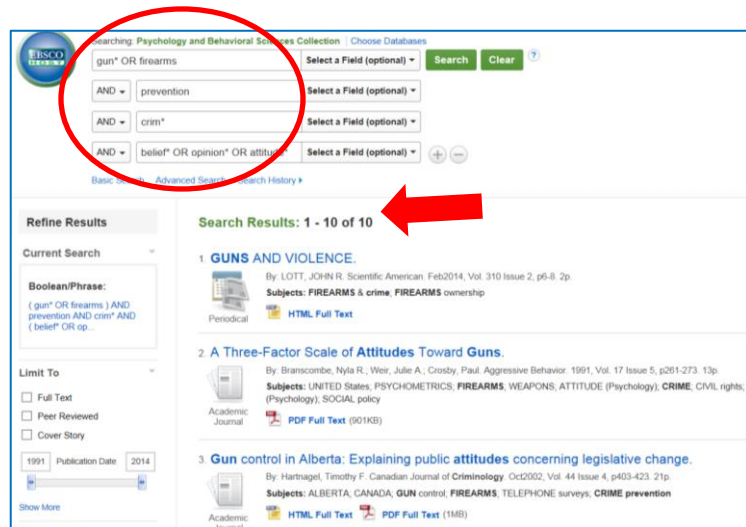 Searching: Psychology and Behavioral Sciences Collection | Choose Databases
EBSCO
HOST
gun* OR firearms Select a Field (optional) Search Clear ?
AND prevention Select a Field (optional)
AND crim* Select a Field (optional)
AND belief* OR opinion* OR attitude* Select a Field (optional)
Basic Search Advanced Search Search History
Refine Results
Current Search
Boolean/Phrase:
( gun* OR firearms ) AND
prevention AND crim* AND
( belief* OR op...
Limit To
Full Text
Peer Reviewed
Cover Story
1991 Publication Date 2014
Show More
Search Results: 1 - 10 of 10
1. GUNS AND VIOLENCE.
By: LOTT, JOHN R. Scientific American. Feb2014, Vol. 310 Issue 2, p6-8. 2p.
Subjects: FIREARMS & crime; FIREARMS ownership
Periodical
HTML Full Text
2. A Three-Factor Scale of Attitudes Toward Guns.
By: Branscombe, Nyla R.; Weir, Julie A.; Crosby, Paul. Aggressive Behavior. 1991, Vol. 17 Issue 5, p261-273. 13p.
Subjects: UNITED States; PSYCHOMETRICS; FIREARMS; WEAPONS; ATTITUDE (Psychology); CRIME; CIVIL rights;
(Psychology); SOCIAL policy
Academic
Journal
PDF Full Text (901KB)
3. Gun control in Alberta: Explaining public attitudes concerning legislative change.
By: Hartnagel, Timothy F. Canadian Journal of Criminology. Oct2002, Vol. 44 Issue 4, p403-423. 21p.
Subjects: ALBERTA; CANADA; GUN control; FIREARMS; TELEPHONE surveys; CRIME prevention
Academic
HTML Full Text PDF Full Text (1MB)